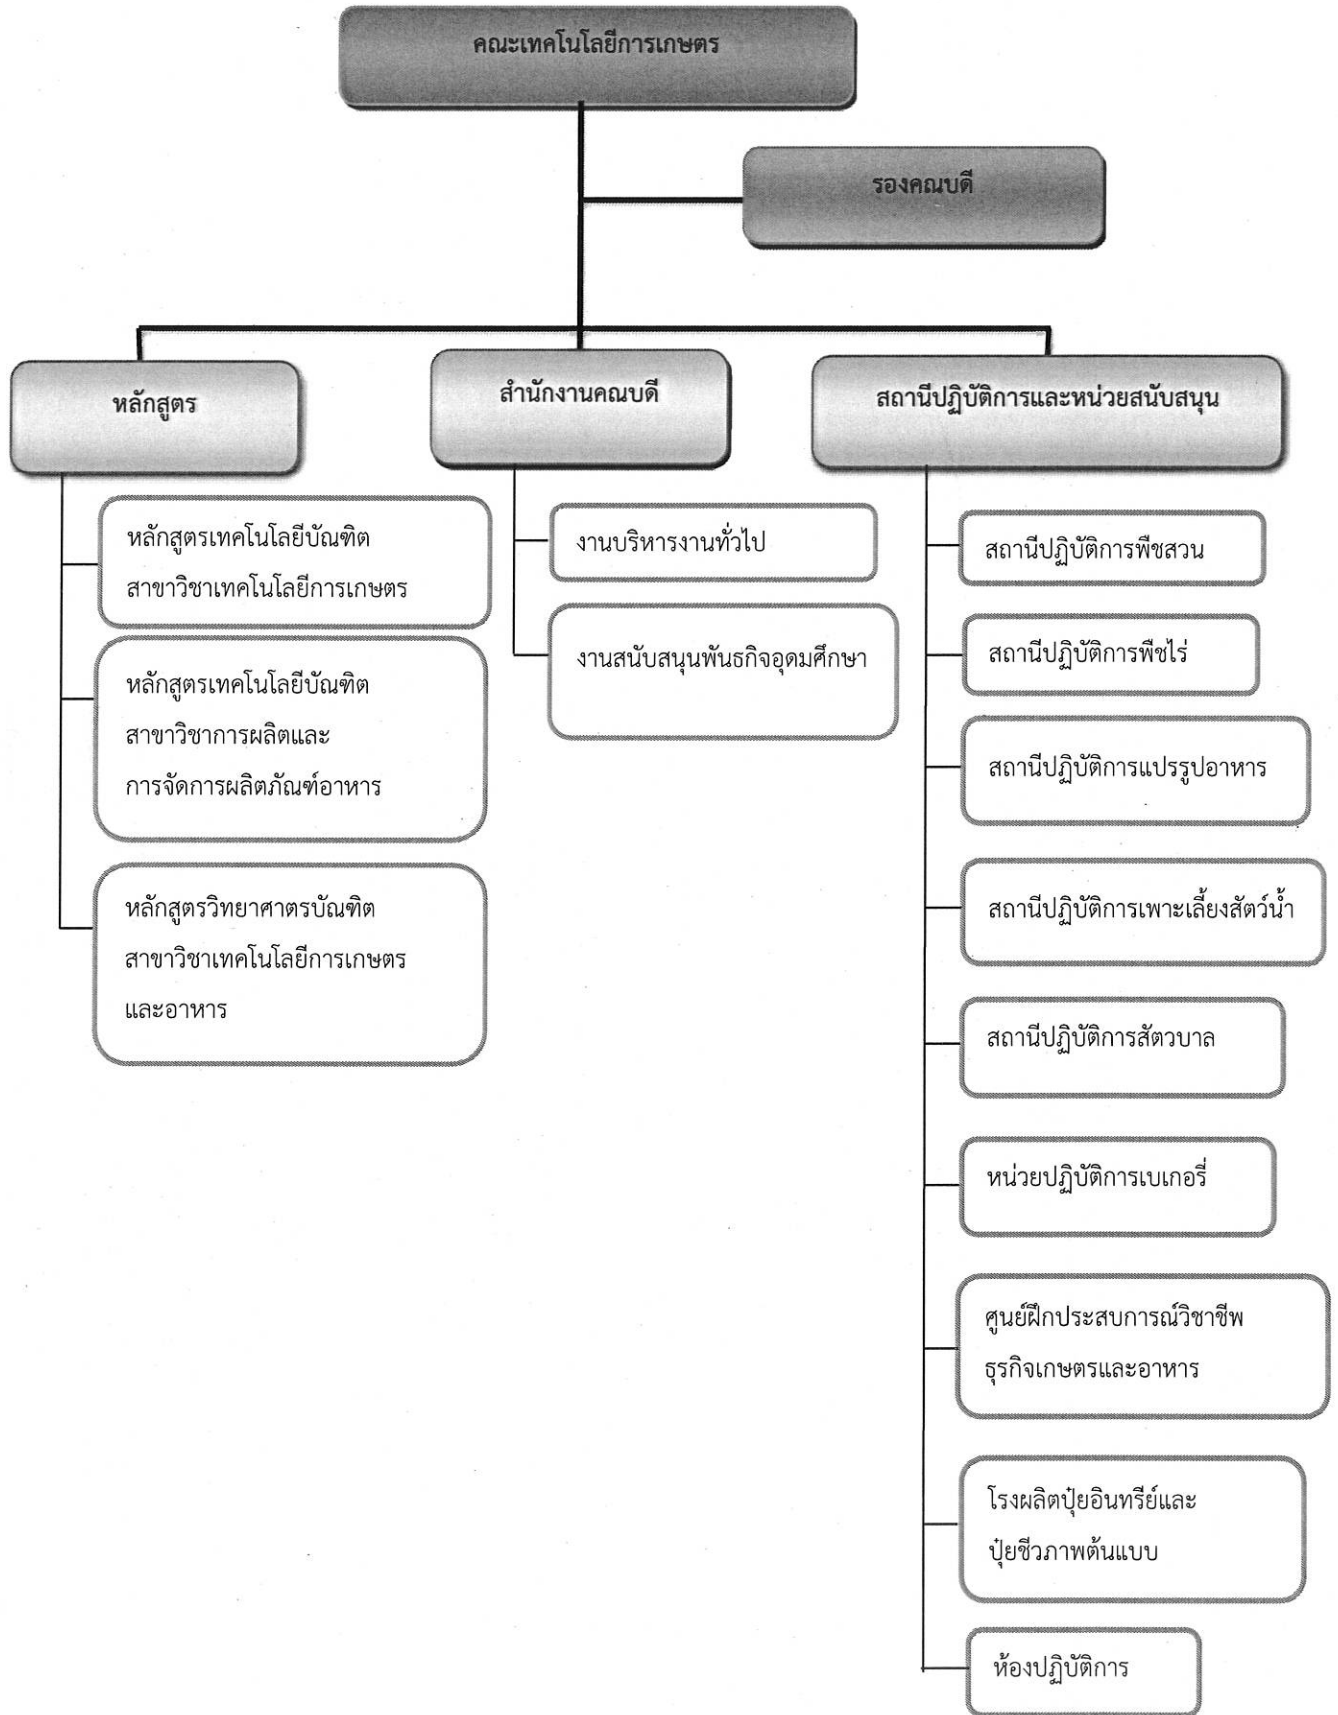 คณะเทคโนโลยีการเกษตร
รองคณบดี
หลักสูตร
สำนักงานคณบดี
สถานีปฏิบัติการและหน่วยสนับสนุน
หลักสูตรเทคโนโลยีบัณฑิต
สาขาวิชาเทคโนโลยีการเกษตร
หลักสูตรเทคโนโลยีบัณฑิต
สาขาวิชาการผลิตและ
การจัดการผลิตภัณฑ์อาหาร
หลักสูตรวิทยาศาตรบัณฑิต
สาขาวิชาเทคโนโลยีการเกษตร
และอาหาร
งานบริหารงานทั่วไป
งานสนับสนุนพันธกิจอุดมศึกษา
สถานีปฏิบัติการพืชสวน
สถานีปฏิบัติการพืชไร่
สถานีปฏิบัติการแปรรูปอาหาร
สถานีปฏิบัติการเพาะเลี้ยงสัตว์น้ำ
สถานีปฏิบัติการสัตวบาล
หน่วยปฏิบัติการเบเกอรี่
ศูนย์ฝึกประสบการณ์วิชาชีพ
ธุรกิจเกษตรและอาหาร
โรงผลิตปุ๋ยอินทรีย์และ
ปุ๋ยชีวภาพต้นแบบ
ห้องปฏิบัติการ